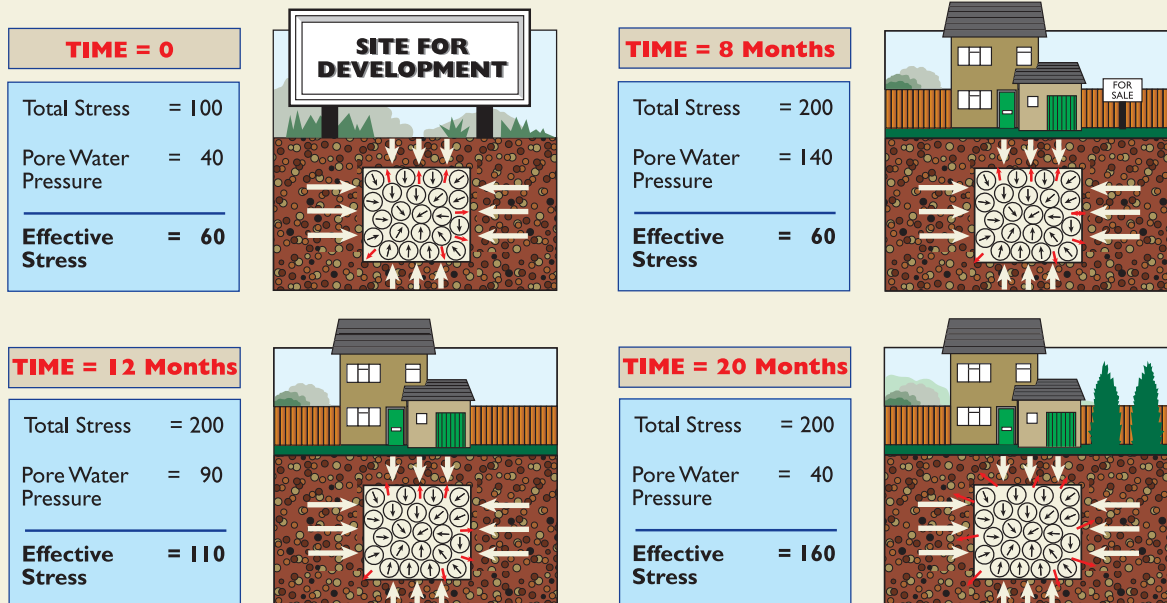 TIME = 0
Total Stress = 100
Pore Water = 40
Pressure
Effective = 60
Stress
SITE FOR
DEVELOPMENT
TIME = 8 Months
Total Stress = 200
Pore Water = 140
Pressure
Effective = 60
Stress
FOR
SALE
TIME = 12 Months
Total Stress = 200
Pore Water = 90
Pressure
Effective = 110
Stress
TIME = 20 Months
Total Stress = 200
Pore Water = 40
Pressure
Effective = 160
Stress